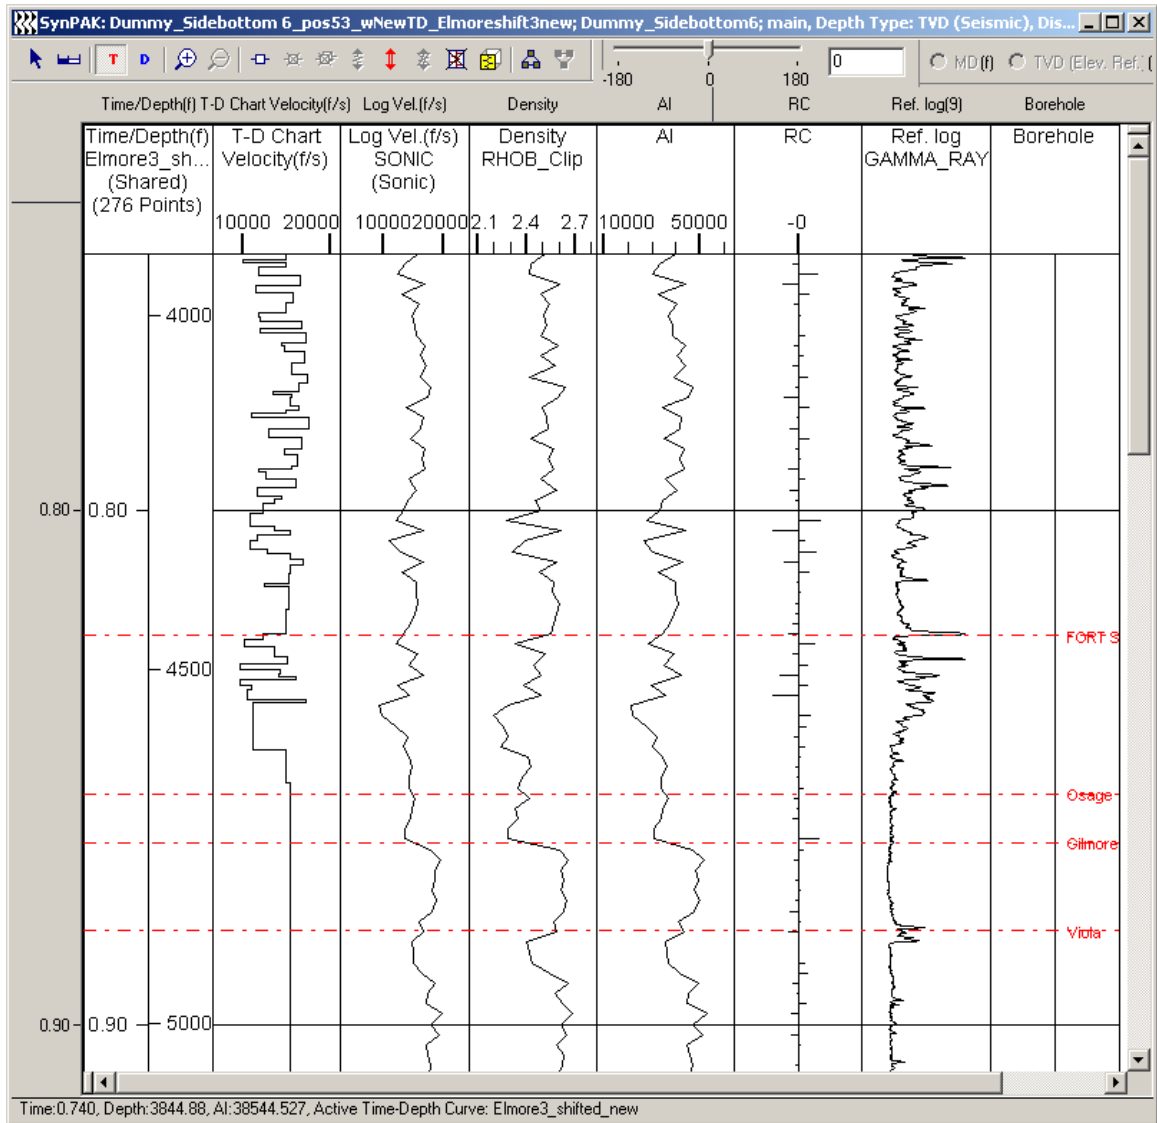 SynPAK: Dummy_Sidebottom 6_pos53_wNewTD_Elmoreshift3new; Dummy_Sidebottom6; main, Depth Type: TVD (Seismic), Dis...
T D -180 0 180 0 MD (f) TVD (Elev. Ref.) (
Time/Depth(f) T-D Chart Velocity(f/s) Log Vel.(f/s) Density AI RC Ref. log(9) Borehole
Time/Depth(f) T-D Chart Log Vel.(f/s) Density AI RC Ref. log Borehole
Elmore3_sh... Velocity(f/s) SONIC RHOB_Clip GAMMA_RAY
(Shared) (Sonic)
(276 Points)
10000 20000 10000 20000 2.1 2.4 2.7 10000 50000 -0
4000
0.80 0.80
FORT S
4500
Osage
Gilmore
Viola
0.90 0.90 5000
Time:0.740, Depth:3844.88, AI:38544.527, Active Time-Depth Curve: Elmore3_shifted_new